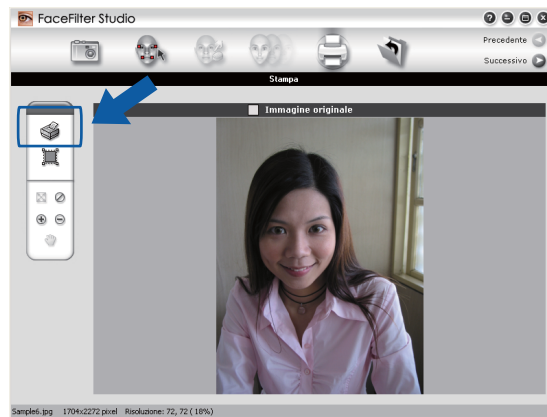 FaceFilter Studio
Precedente
Successivo
Stampa
Immagine originale
Sample6.jpg 1704x2272 pixel Risoluzione: 72, 72 ( 18%)